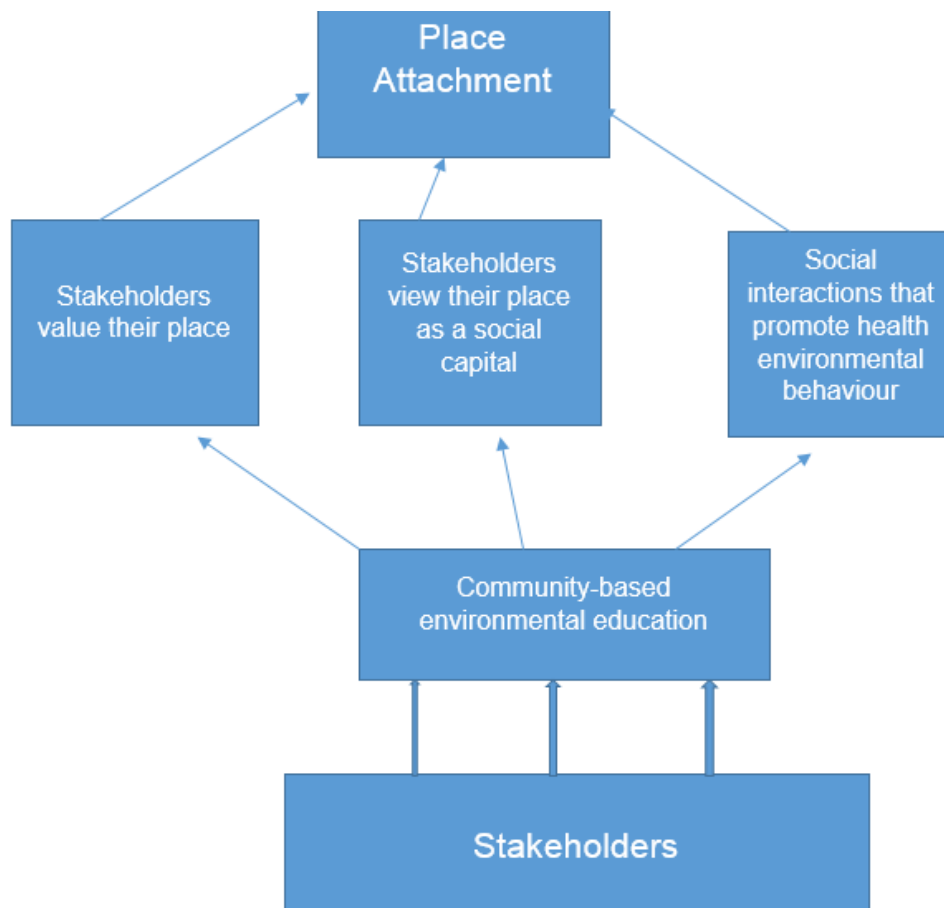 Place
Attachment
Stakeholders
value their place
Stakeholders
view their place
as a social
capital
Social
interactions that
promote health
environmental
behaviour
Community-based
environmental education
Stakeholders